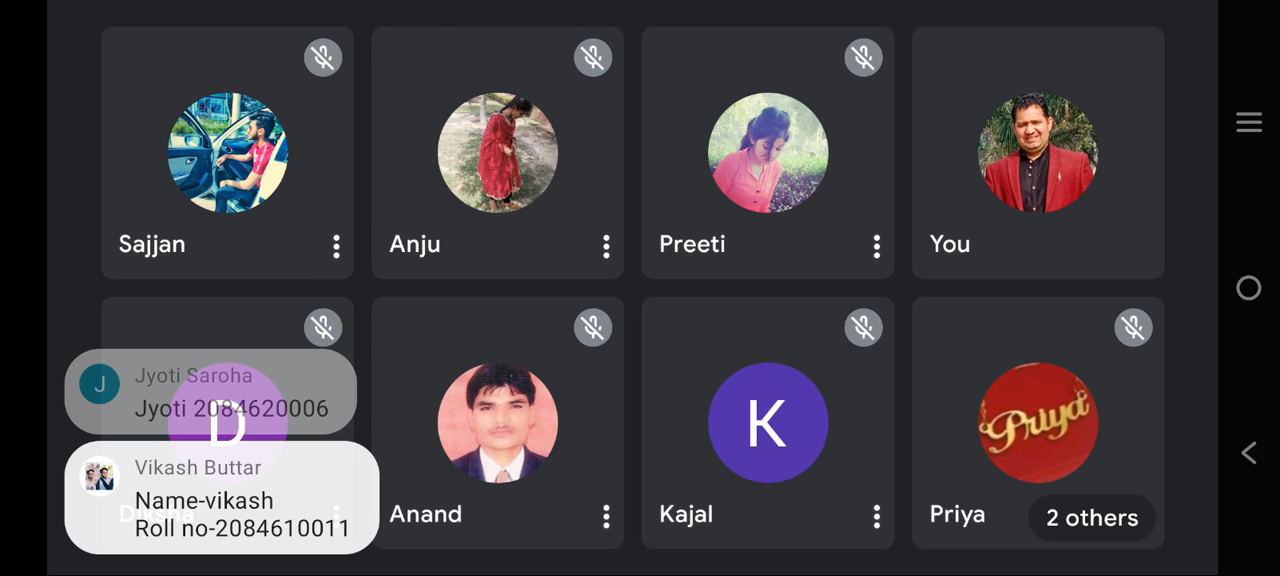 Sajjan
Anju
Preeti
You
J
Jyoti Saroha
Jyoti 2084620006
D
Vikash Buttar
Name-vikash
Roll no-2084610011
Diksha
Anand
K
Kajal
Priya
Priya
2 others